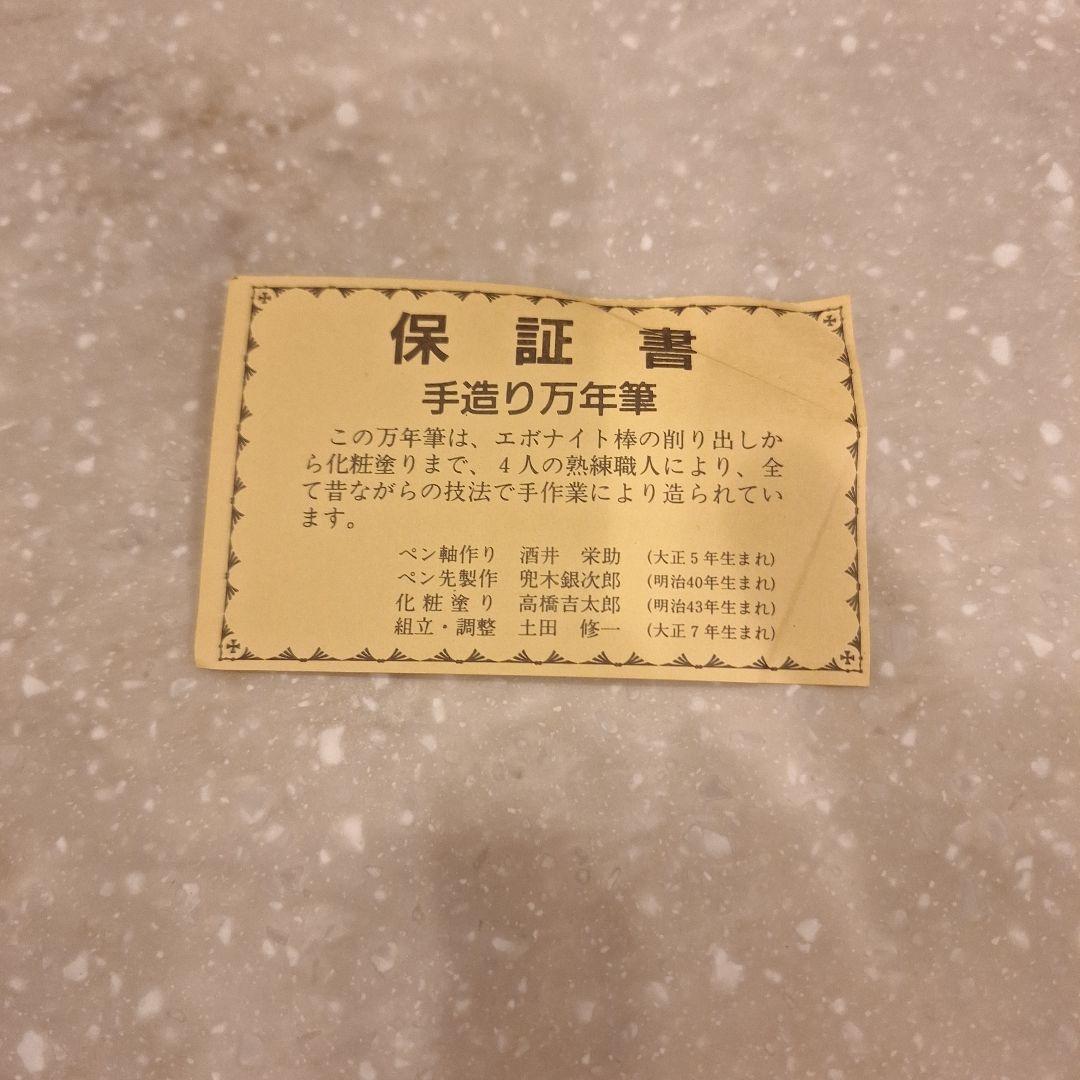 保証書
手造り万年筆
この万年筆は、エボナイト棒の削り出しか
ら化粧塗りまで、4人の熟練職人により、全
て昔ながらの技法で手作業により造られてい
ます。
ペン軸作り 酒井 栄助 (大正5年生まれ)
ペン先製作 兜木銀次郎 (明治40年生まれ)
化粧塗り 高橋吉太郎 (明治43年生まれ)
組立・調整 土田 修一 (大正7年生まれ)